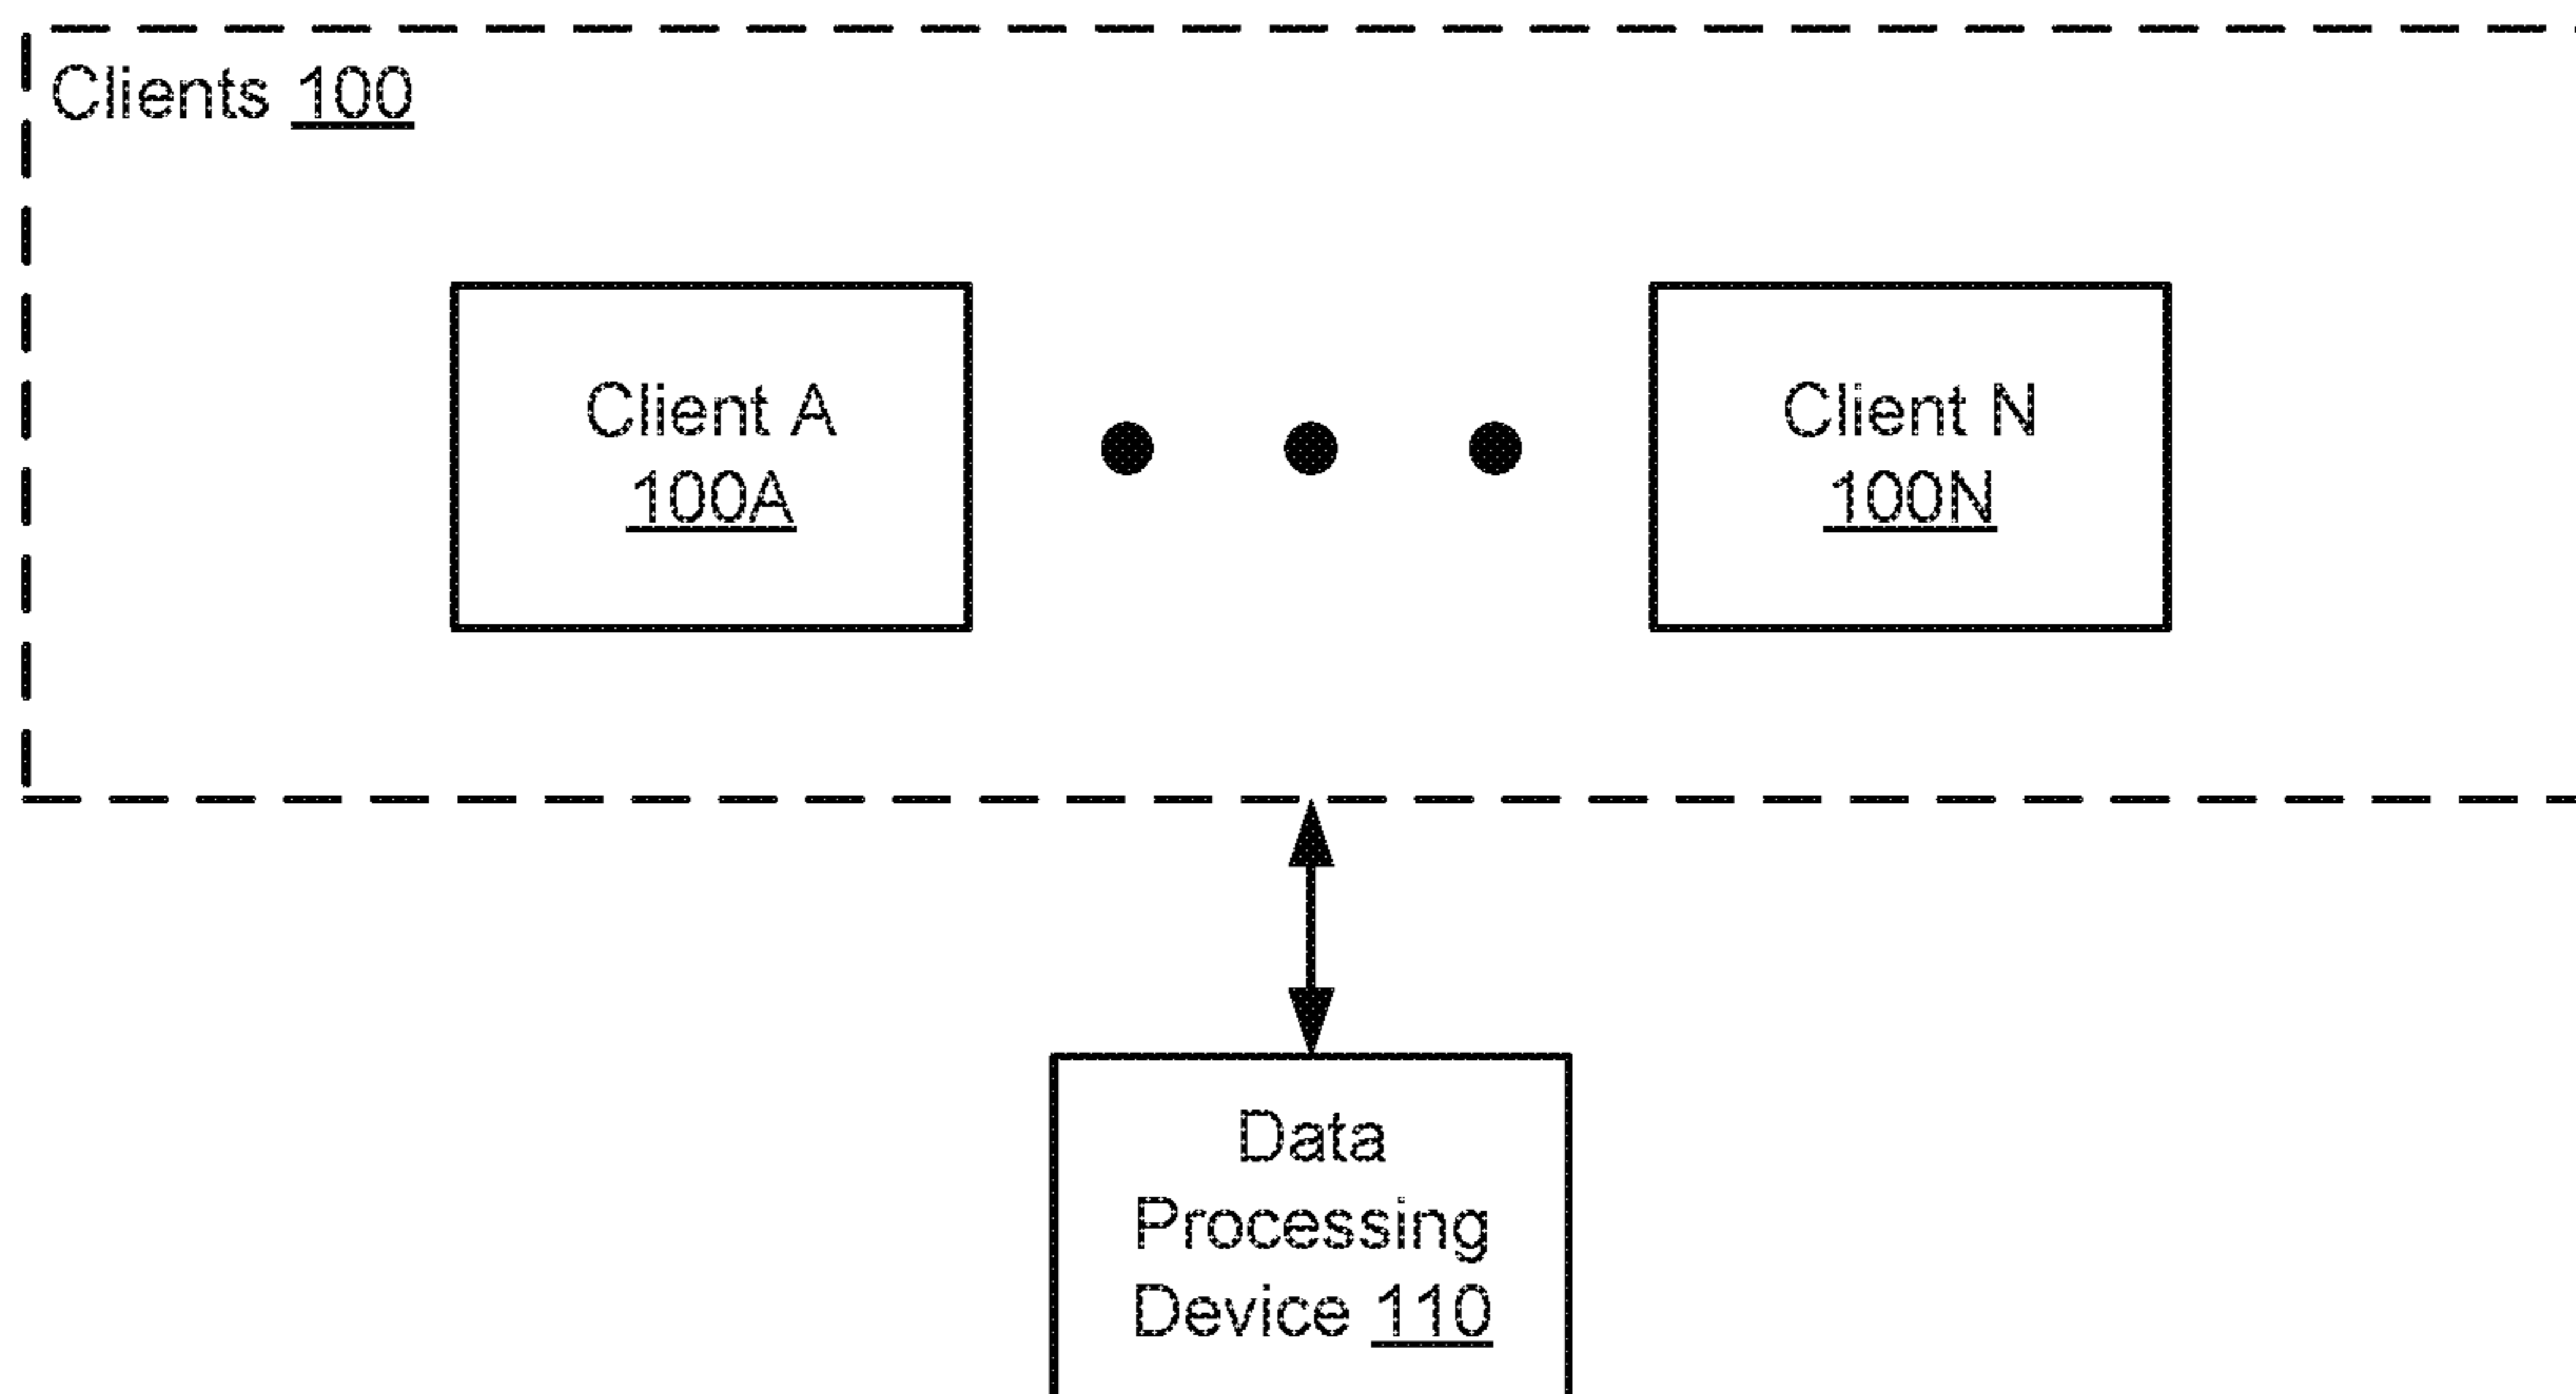 Clients 100
Client A
100A
Client N
100N
Data
Processing
Device 110